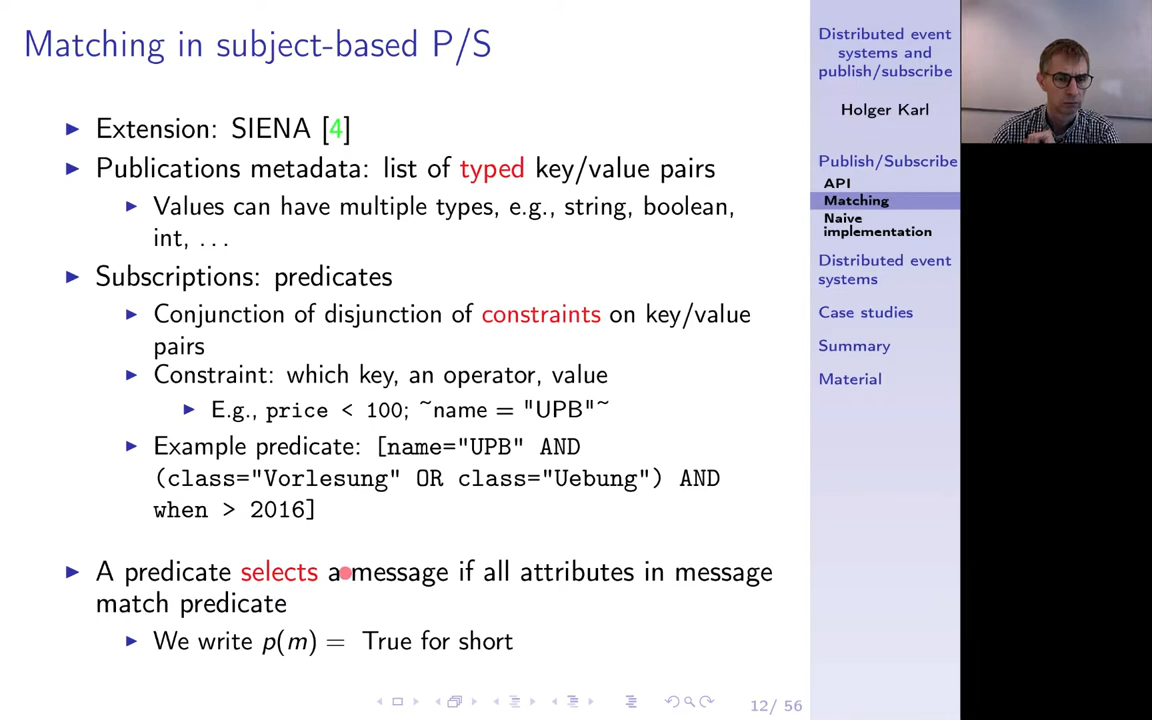 Matching in subject-based P/S
► Extension: SIENA [4]
► Publications metadata: list of typed key/value pairs
► Values can have multiple types, e.g., string, boolean,
int, ...
► Subscriptions: predicates
► Conjunction of disjunction of constraints on key/value
pairs
► Constraint: which key, an operator, value
► E.g., price < 100; ~name = "UPB"~
► Example predicate: [name="UPB" AND
(class="Vorlesung" OR class="Uebung") AND
when > 2016]
► A predicate selects a message if all attributes in message
match predicate
► We write p(m) = True for short
12/ 56
Distributed event
systems and
publish/subscribe
Holger Karl
Publish/Subscribe
API
Matching
Naive
implementation
Distributed event
systems
Case studies
Summary
Material